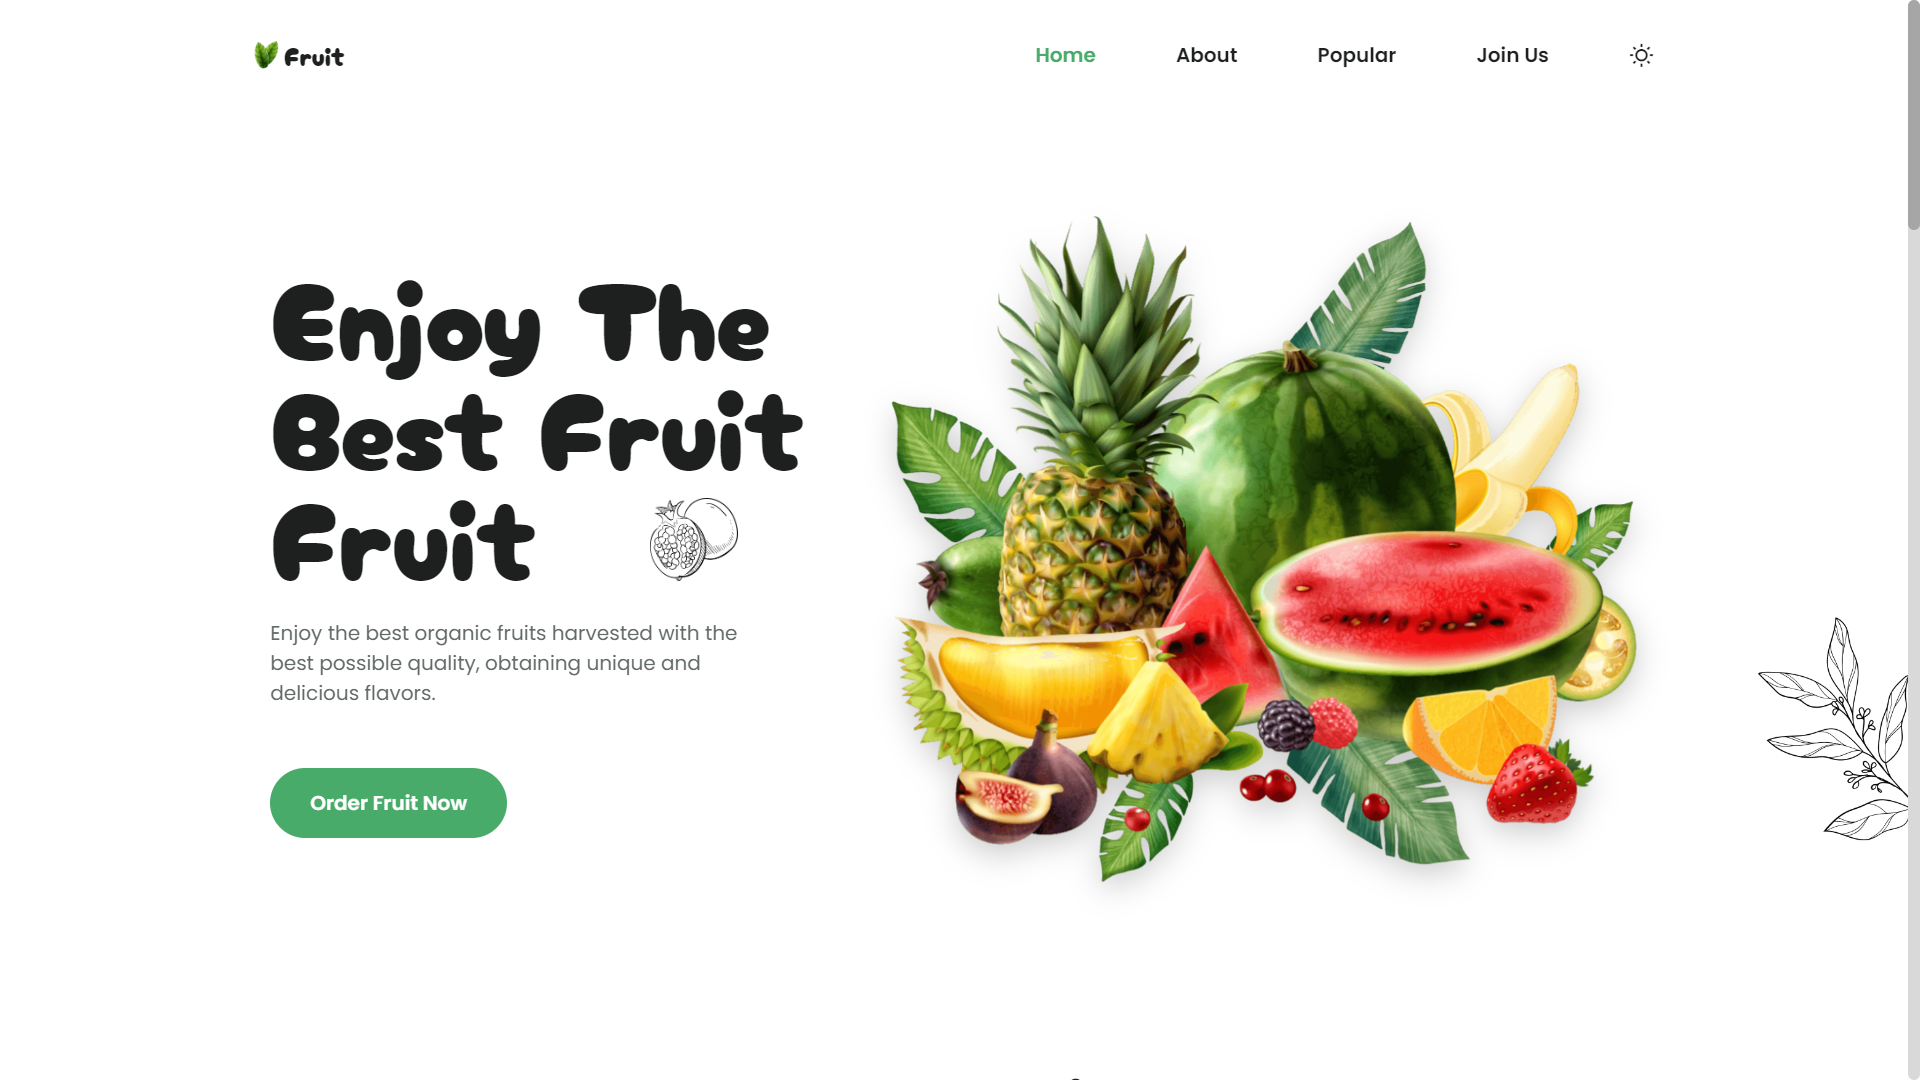 Fruit
Home
About
Popular
Join Us
Enjoy The
Best Fruit
Fruit
Enjoy the best organic fruits harvested with the
best possible quality, obtaining unique and
delicious flavors.
Order Fruit Now